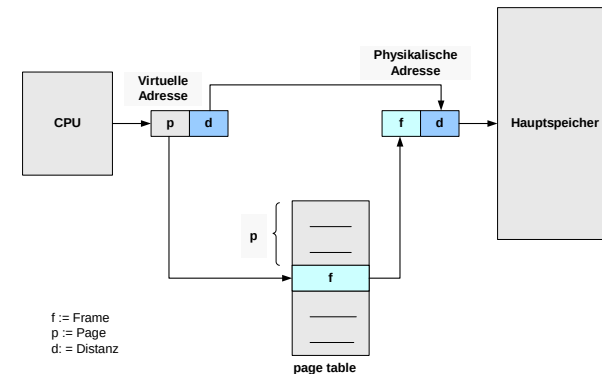 Virtuelle
Adresse
Physikalische
Adresse
CPU
p
d
f
d
Hauptspeicher
p
f
f := Frame
p := Page
d: = Distanz
page table